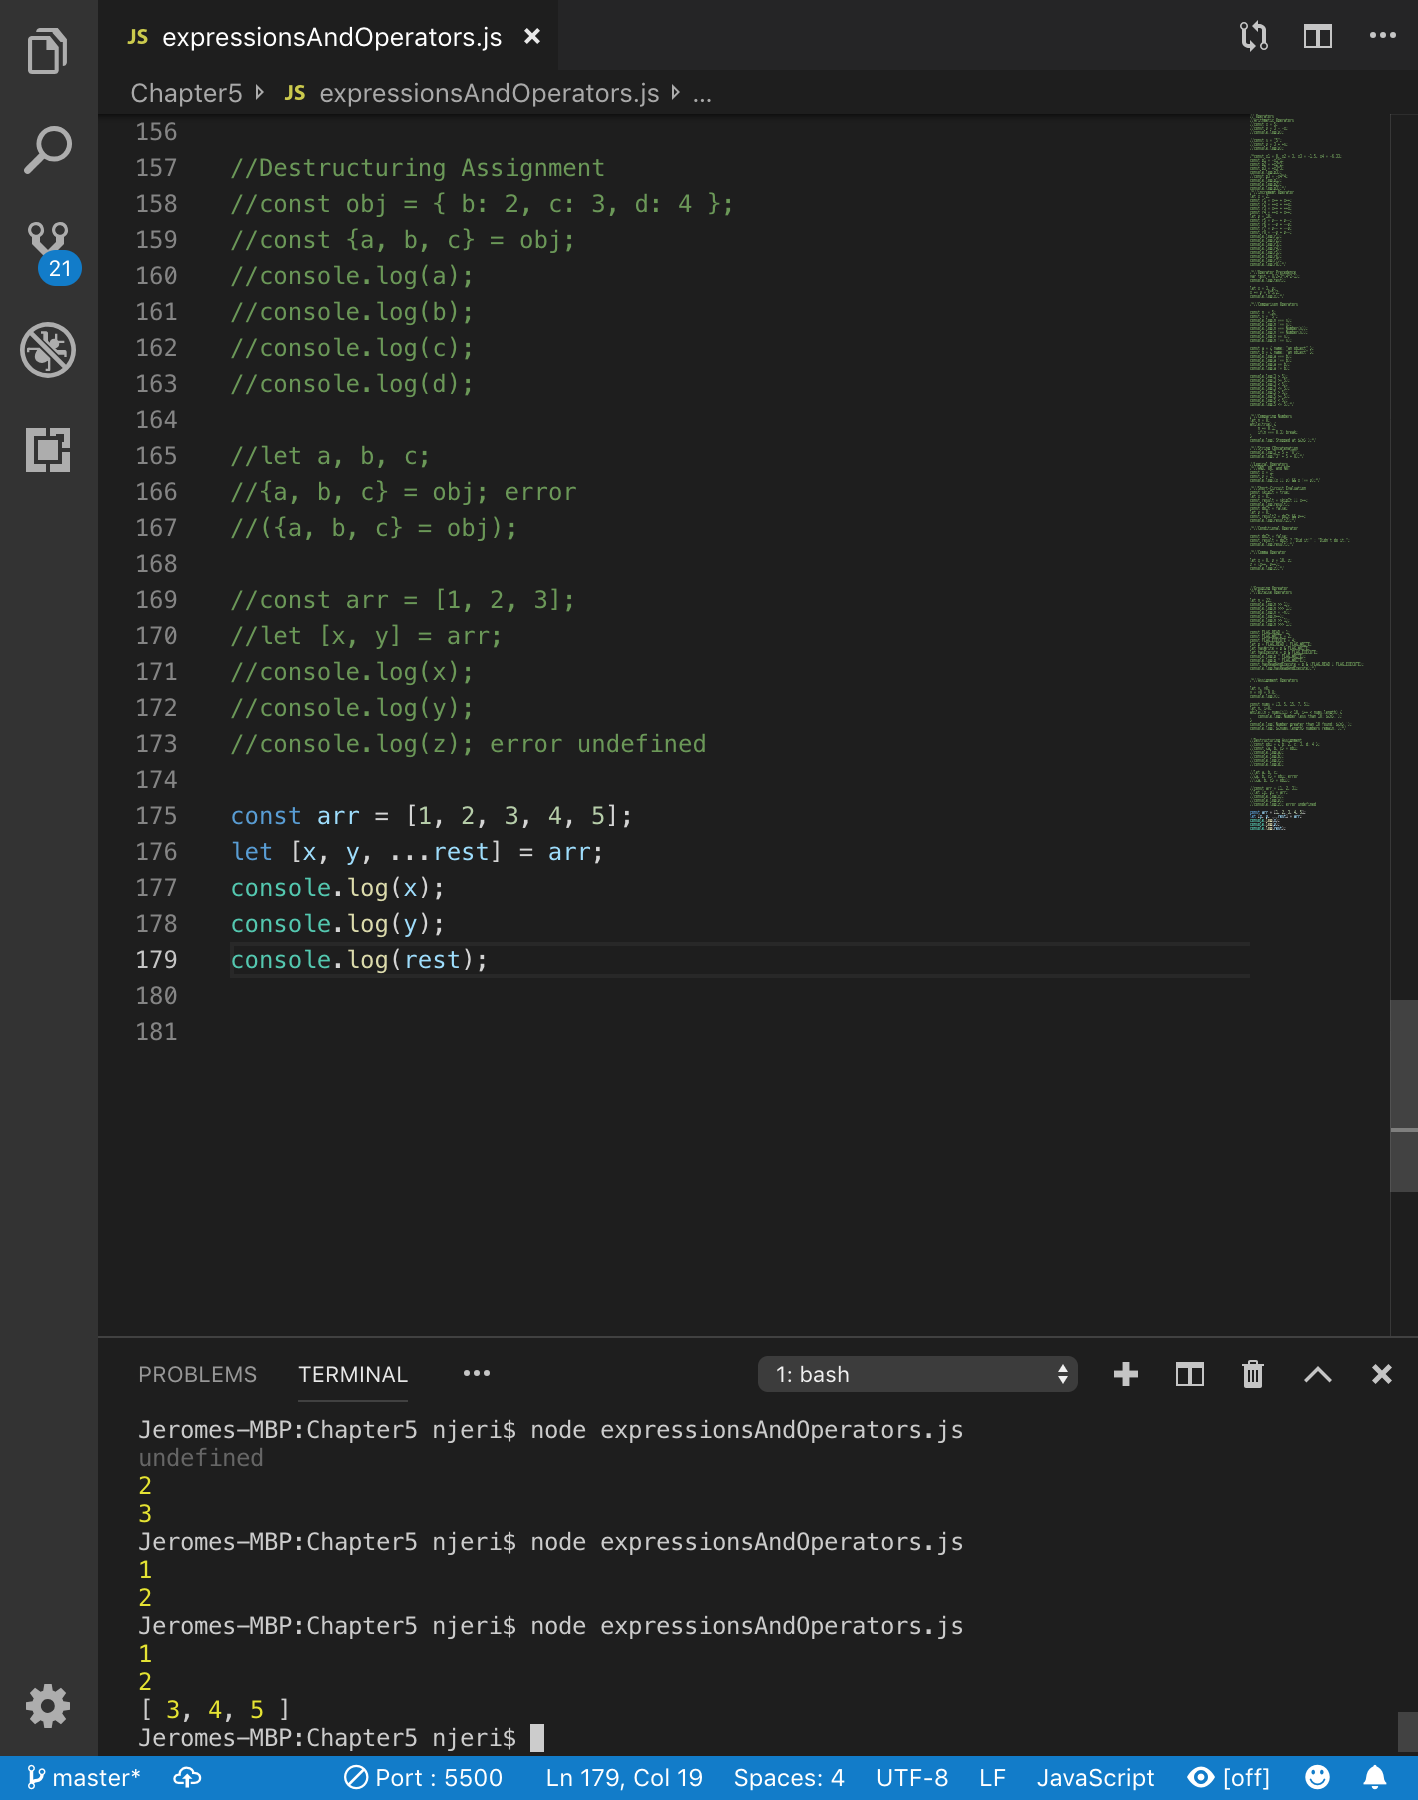 JS expressionsAndOperators.js
Chapter5 JS expressionsAndOperators.js ...
156
157 //Destructuring Assignment
158 //const obj = { b: 2, c: 3, d: 4 };
159 //const {a, b, c} = obj;
160 //console.log(a);
161 //console.log(b);
162 //console.log(c);
163 //console.log(d);
164
165 //let a, b, c;
166 //{a, b, c} = obj; error
167 //({a, b, c} = obj);
168
169 //const arr = [1, 2, 3];
170 //let [x, y] = arr;
171 //console.log(x);
172 //console.log(y);
173 //console.log(z); error undefined
174
175 const arr = [1, 2, 3, 4, 5];
176 let [x, y, ...rest] = arr;
177 console.log(x);
178 console.log(y);
179 console.log(rest);
180
181
21
PROBLEMS TERMINAL ... 1: bash
Jeromes-MBP:Chapter5 njeri$ node expressionsAndOperators.js
undefined
2
3
Jeromes-MBP:Chapter5 njeri$ node expressionsAndOperators.js
1
2
Jeromes-MBP:Chapter5 njeri$ node expressionsAndOperators.js
1
2
[ 3, 4, 5 ]
Jeromes-MBP:Chapter5 njeri$
master* Port : 5500 Ln 179, Col 19 Spaces: 4 UTF-8 LF JavaScript [off]